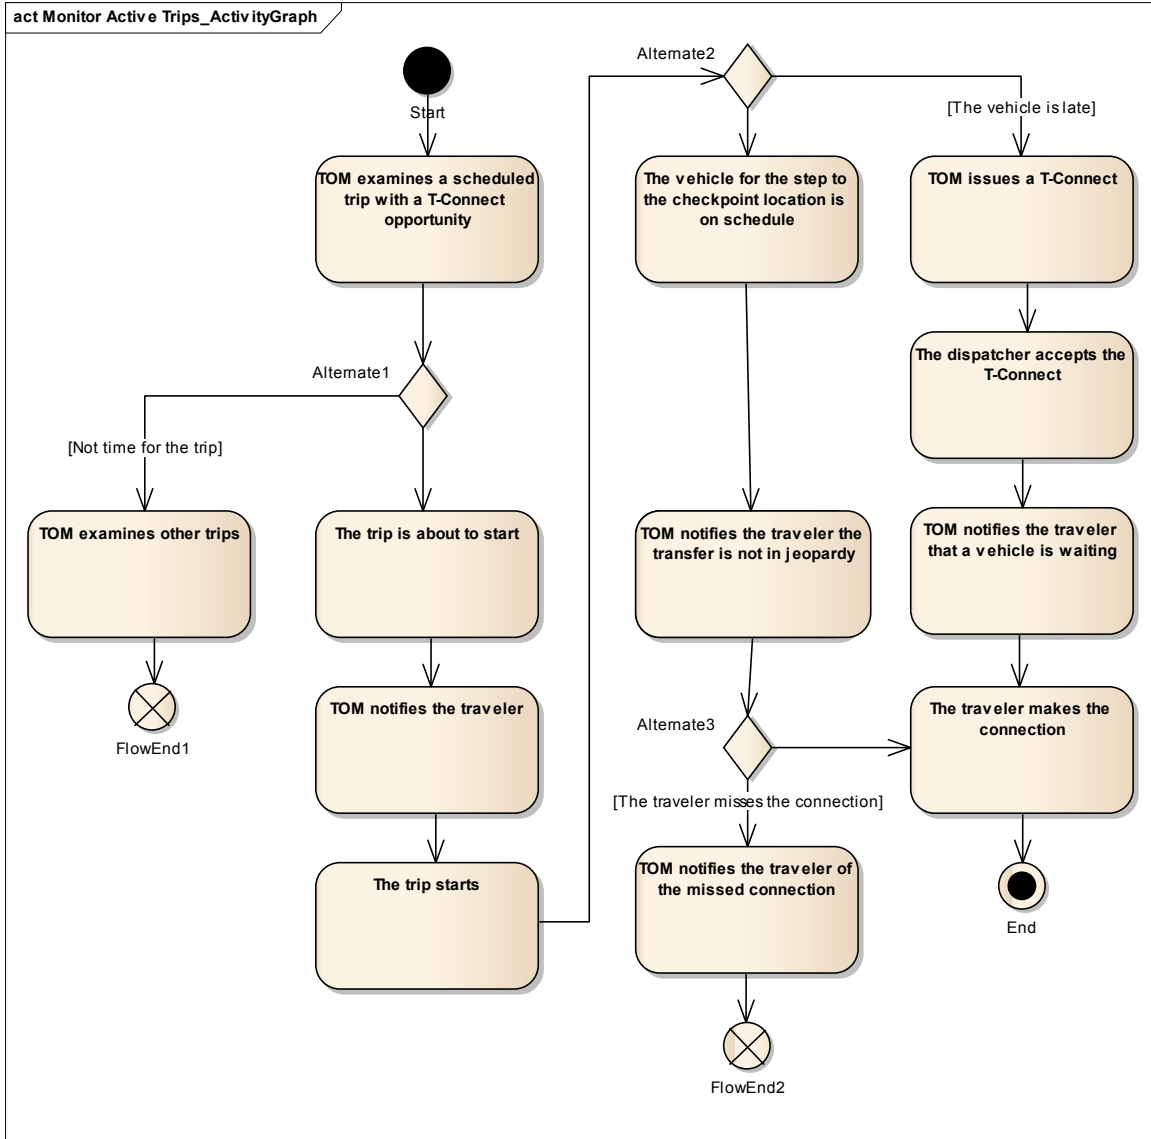 act Monitor Active Trips_ActivityGraph
Start
TOM examines a scheduled
trip with a T-Connect
opportunity
Alternate1
[Not time for the trip]
TOM examines other trips
FlowEnd1
The trip is about to start
TOM notifies the traveler
The trip starts
Alternate2
[The vehicle is late]
The vehicle for the step to
the checkpoint location is
on schedule
TOM notifies the traveler the
transfer is not in jeopardy
Alternate3
[The traveler misses the connection]
TOM notifies the traveler of
the missed connection
FlowEnd2
TOM issues a T-Connect
The dispatcher accepts the
T-Connect
TOM notifies the traveler
that a vehicle is waiting
The traveler makes the
connection
End